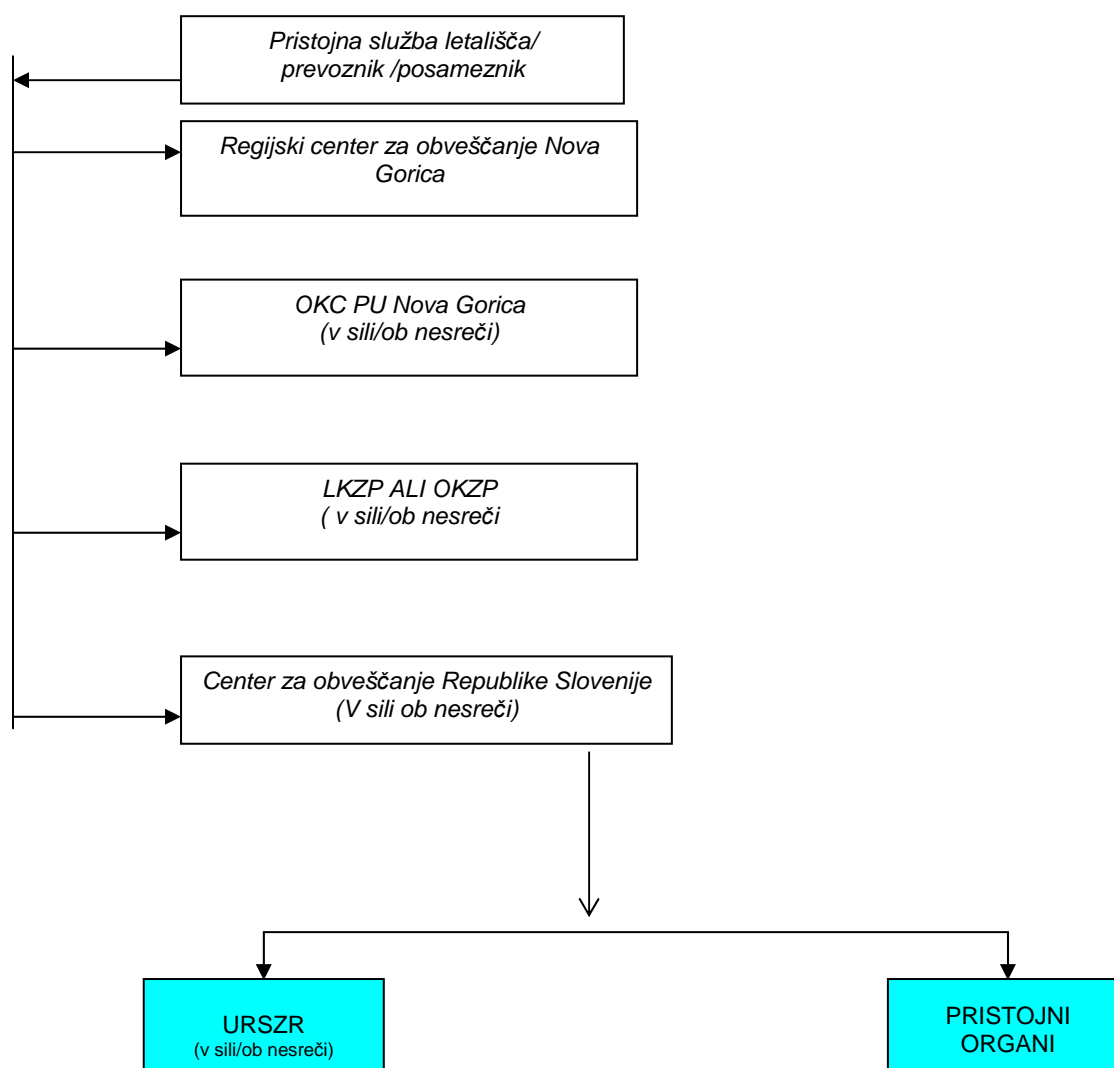 Pristojna služba letališča/
prevoznik /posameznik
Regijski center za obveščanje Nova
Gorica
OKC PU Nova Gorica
(v sili/ob nesreči)
LKZP ALI OKZP
( v sili/ob nesreči
Center za obveščanje Republike Slovenije
(V sili ob nesreči)
URSZR
(v sili/ob nesreči)
PRISTOJNI
ORGANI